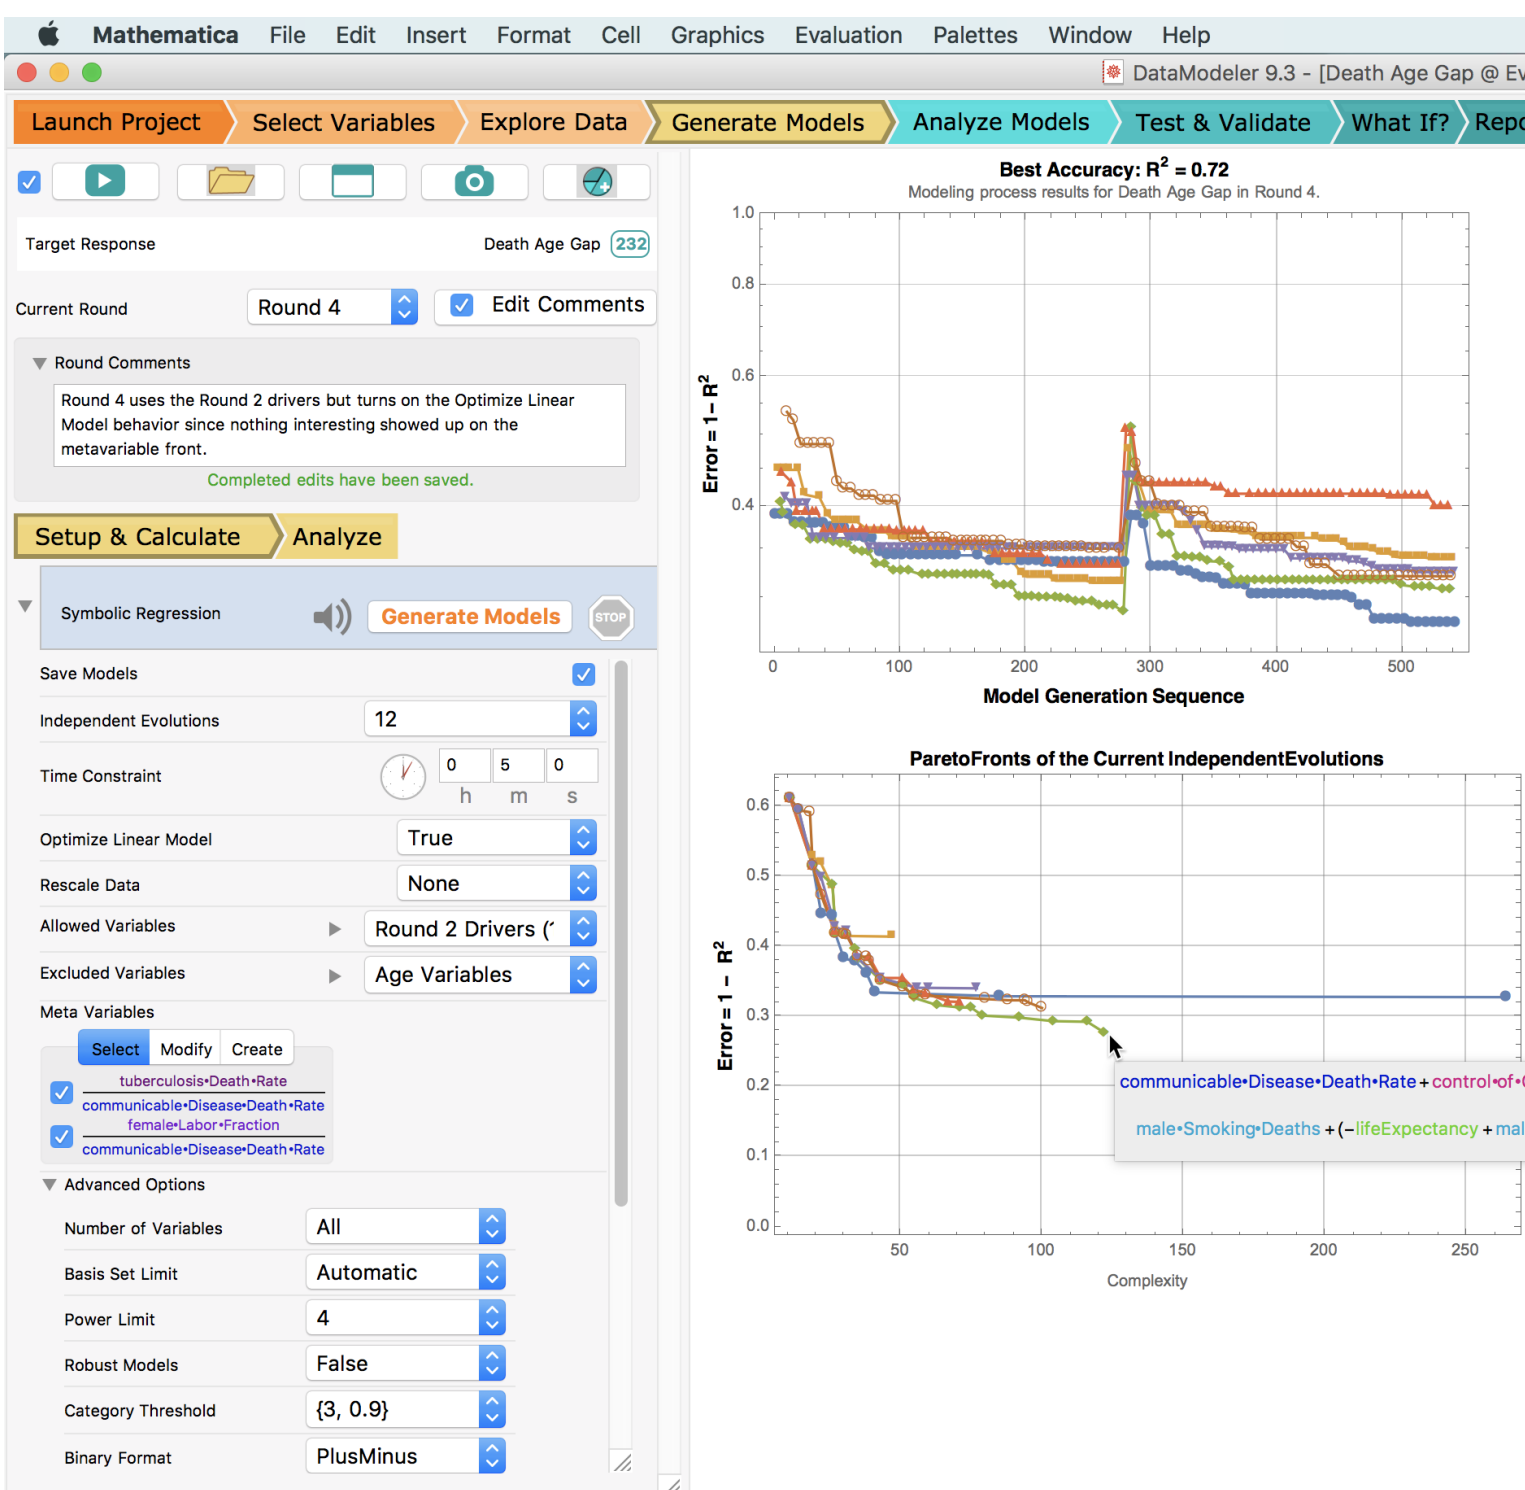 Mathematica File Edit Insert Format Cell Graphics Evaluation Palettes Window Help
DataModeler 9.3 - [Death Age Gap @ Ev
Launch Project Select Variables Explore Data Generate Models Analyze Models Test & Validate What If? Repo
Target Response Death Age Gap 232
Current Round Round 4 Edit Comments
Round Comments
Round 4 uses the Round 2 drivers but turns on the Optimize Linear
Model behavior since nothing interesting showed up on the
metavariable front.
Completed edits have been saved.
Setup & Calculate Analyze
Symbolic Regression Generate Models STOP
Save Models
Independent Evolutions 12
Time Constraint 0 5 0
h m s
Optimize Linear Model True
Rescale Data None
Allowed Variables Round 2 Drivers (
Excluded Variables Age Variables
Meta Variables
Select Modify Create
tuberculosis•Death•Rate
communicable•Disease•Death•Rate
female•Labor•Fraction
communicable•Disease•Death•Rate
Advanced Options
Number of Variables All
Basis Set Limit Automatic
Power Limit 4
Robust Models False
Category Threshold {3, 0.9}
Binary Format PlusMinus
Best Accuracy: R² = 0.72
Modeling process results for Death Age Gap in Round 4.
1.0
0.8
0.6
0.4
Error = 1 – R²
0 100 200 300 400 500
Model Generation Sequence
ParetoFronts of the Current IndependentEvolutions
0.6
0.5
0.4
0.3
0.2
0.1
0.0
Error = 1 – R²
communicable•Disease•Death•Rate + control•of•
male•Smoking•Deaths + (–lifeExpectancy + mal
50 100 150 200 250
Complexity